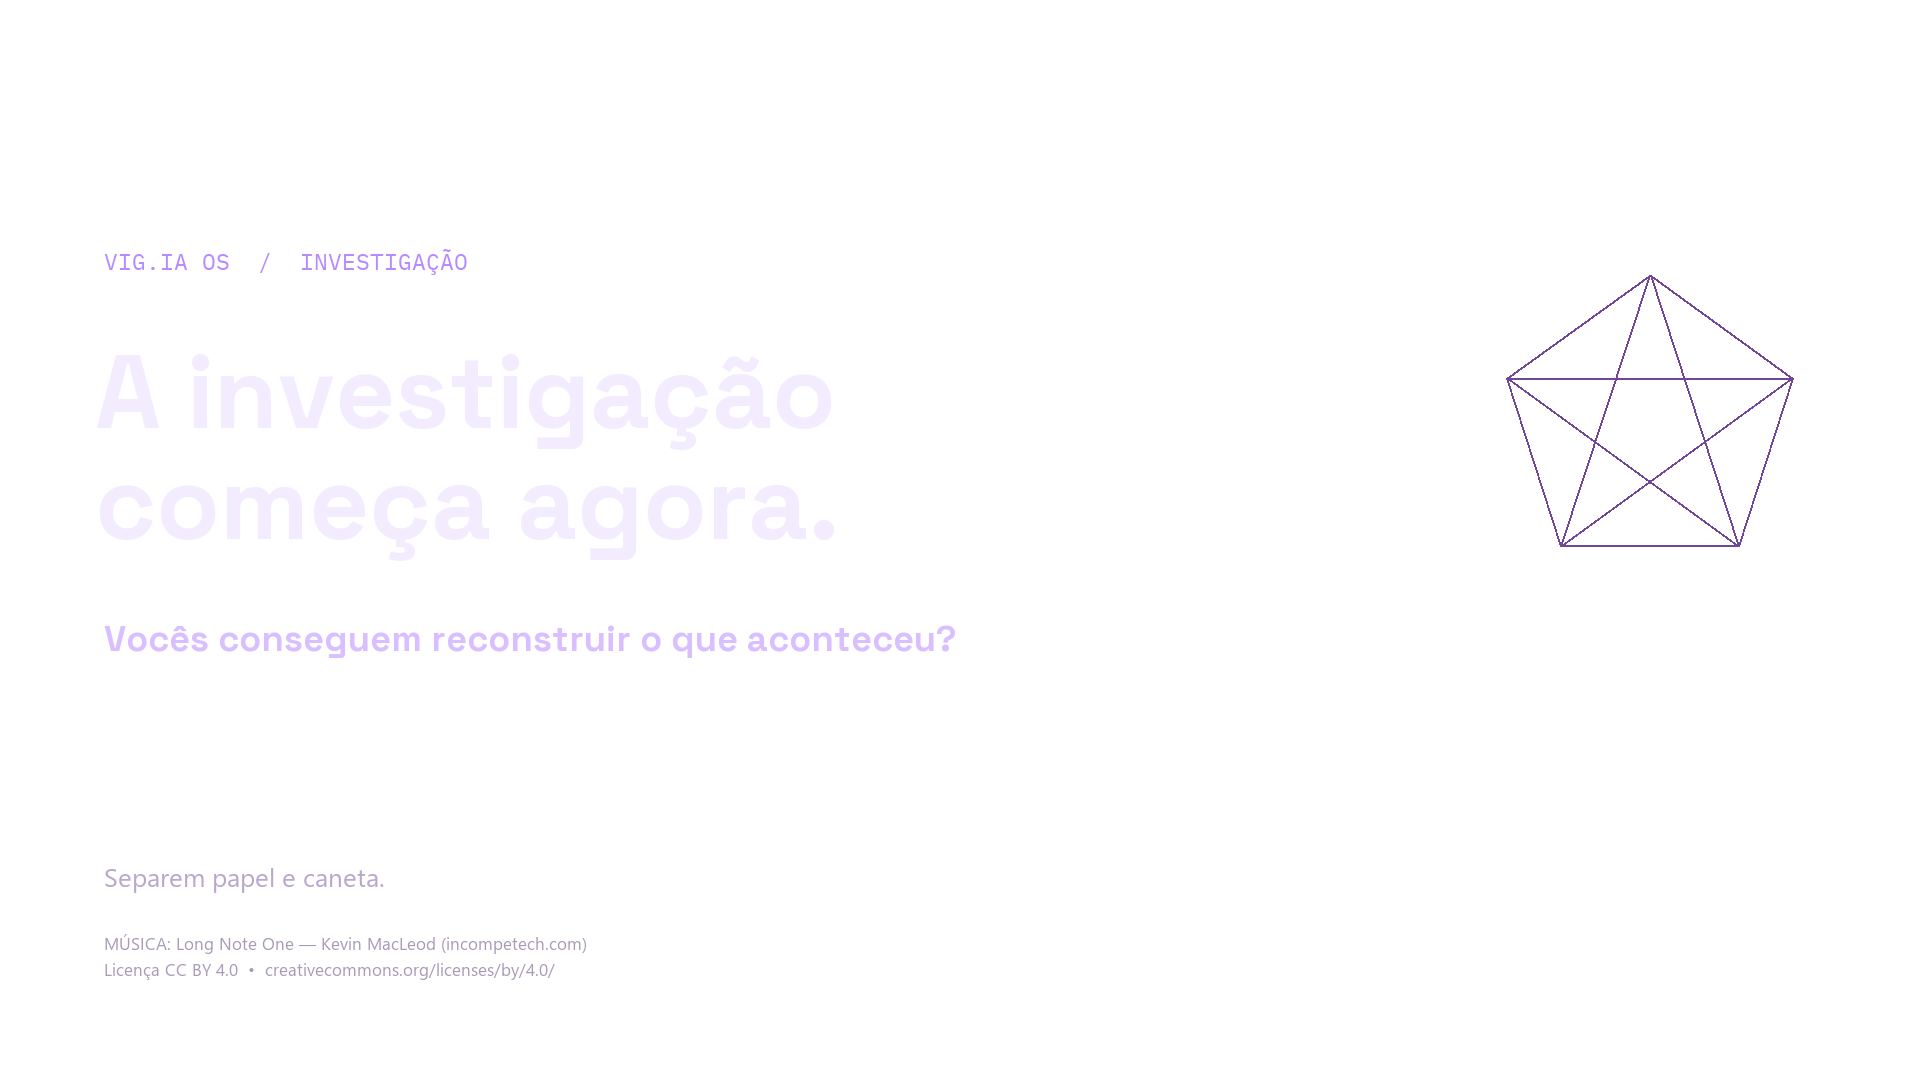 VIG.IA OS / INVESTIGAÇÃO
A investigação
começa agora.
Vocês conseguem reconstruir o que aconteceu?
Separem papel e caneta.
MÚSICA: Long Note One — Kevin MacLeod (incompetech.com)
Licença CC BY 4.0 • creativecommons.org/licenses/by/4.0/